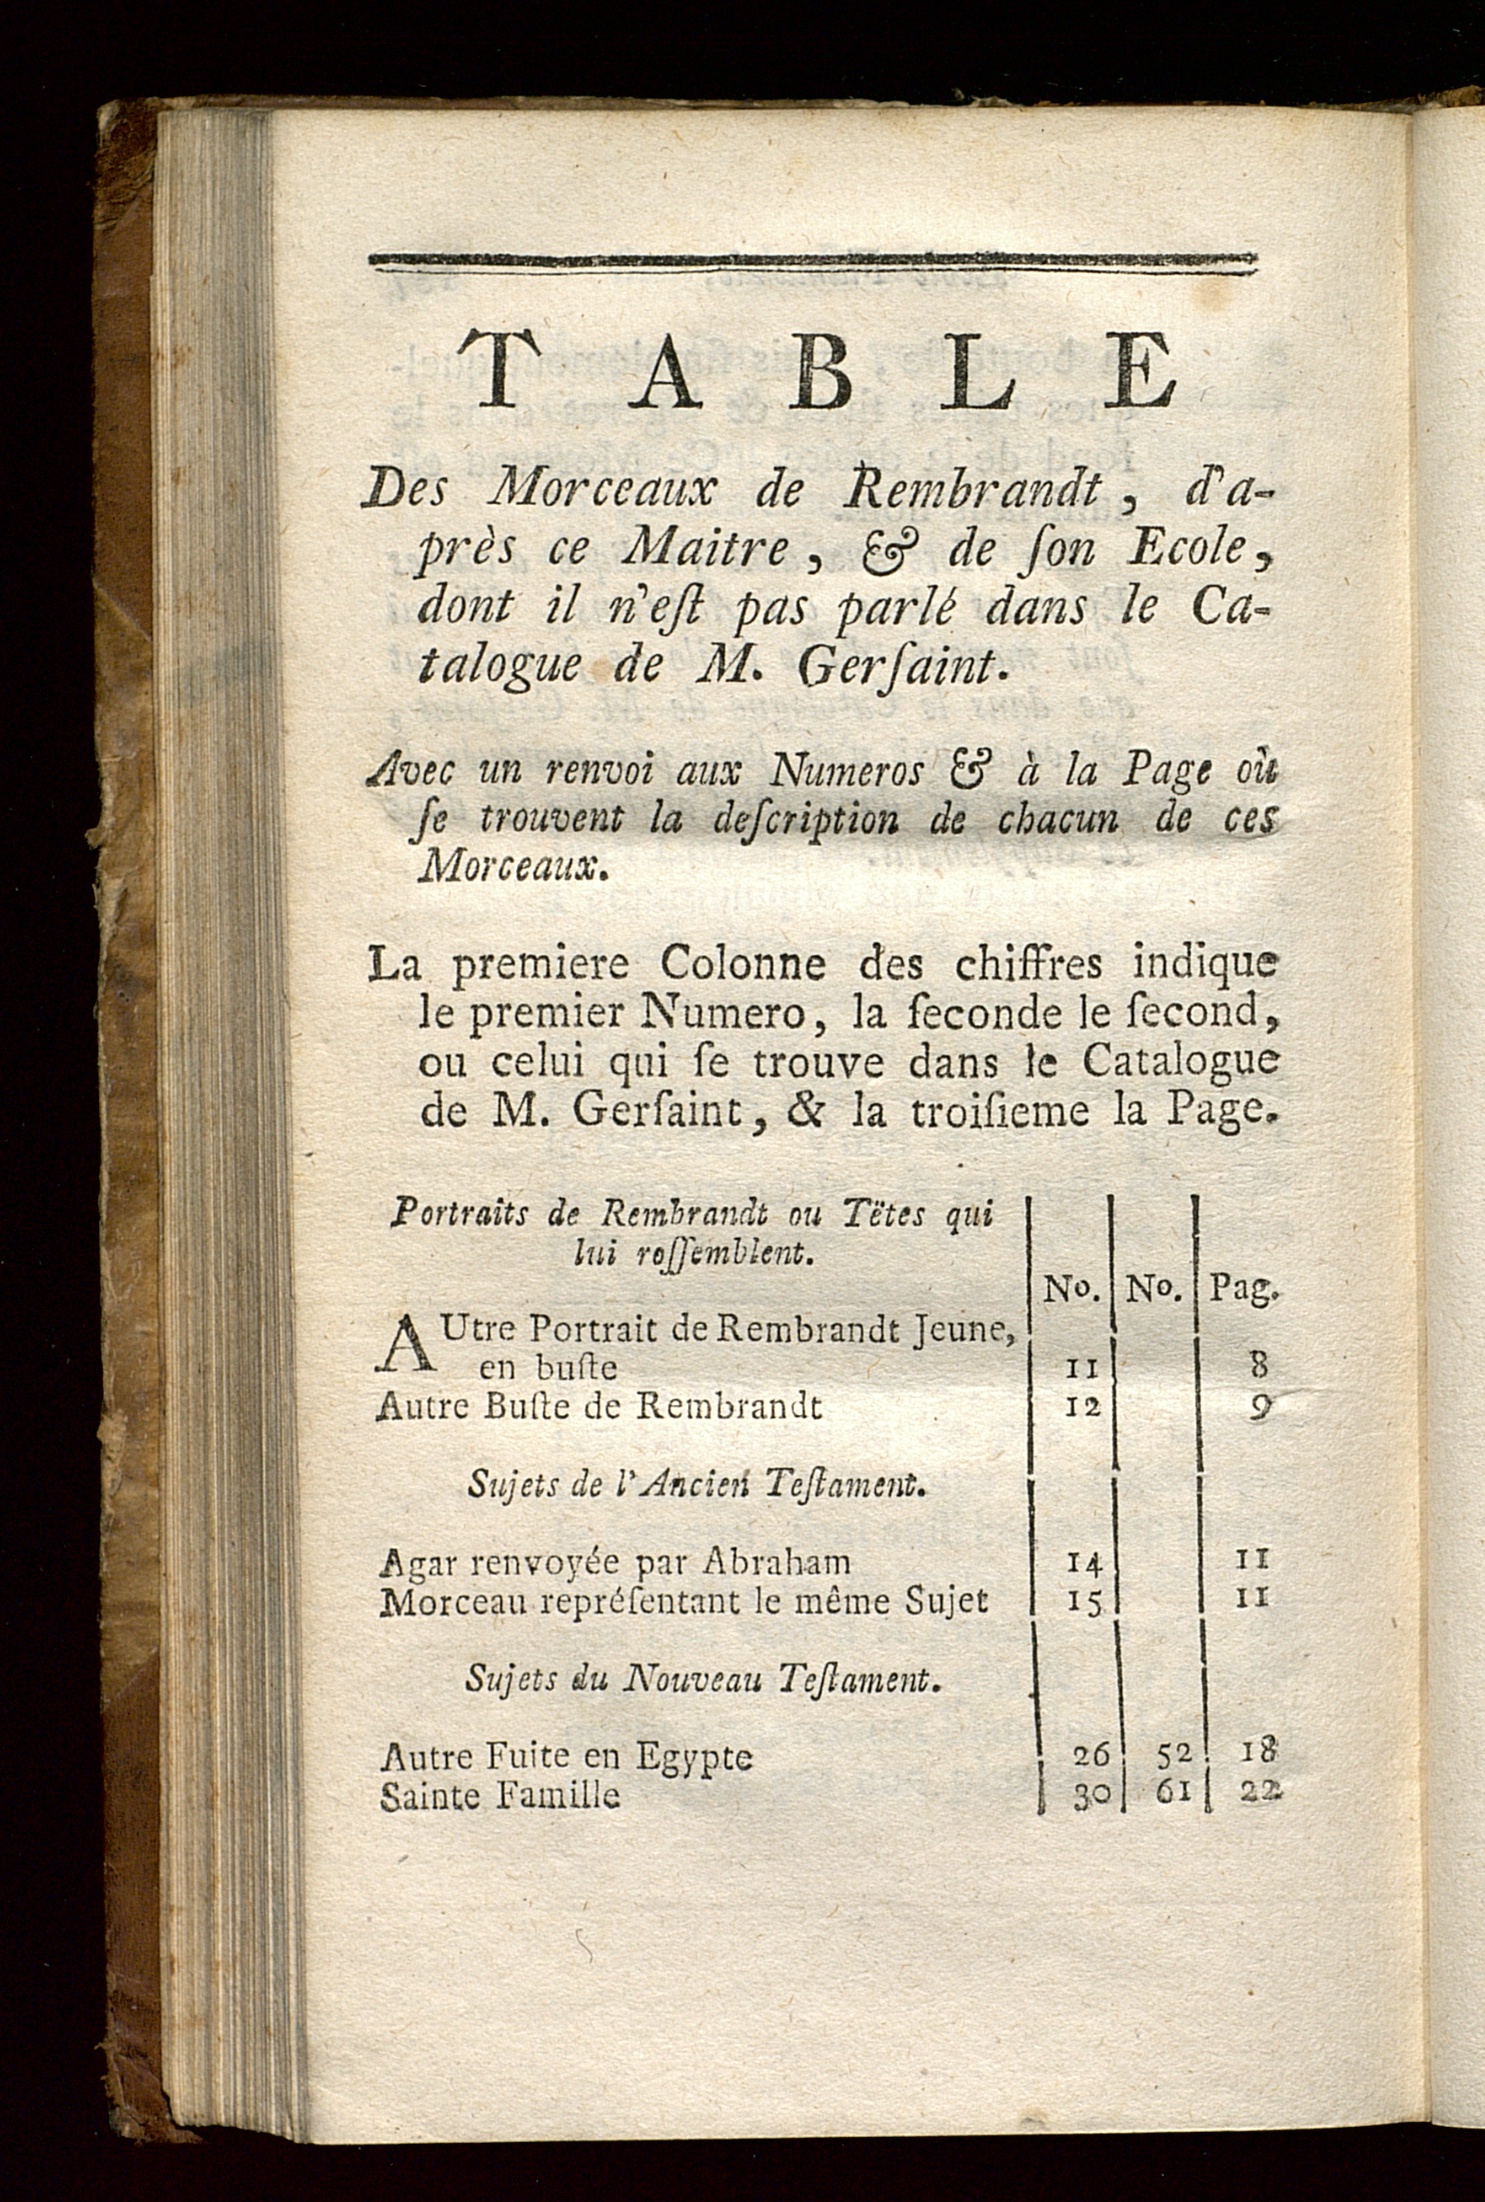 TABLE
Des Morceaux de Rembrandt, d'a-
près ce Maitre, & de ſon Ecole,
dont il n'eſt pas parlé dans le Ca-
talogue de M. Gerſaint.
Avec un renvoi aux Numeros & à la Page où
ſe trouvent la deſcription de chacun de ces
Morceaux.
La premiere Colonne des chiffres indique
le premier Numero, la ſeconde le ſecond,
ou celui qui ſe trouve dans le Catalogue
de M. Gerſaint, & la troiſieme la Page.
Portraits de Rembrandt ou Tëtes qui
lui reſſemblent.
No. No. Pag.
AUtre Portrait de Rembrandt Jeune,
en buſte 11 8
Autre Buſte de Rembrandt 12 9
Sujets de l'Ancien Teſtament.
Agar renvoyée par Abraham 14 11
Morceau repréſentant le même Sujet 15 11
Sujets du Nouveau Teſtament.
Autre Fuite en Egypte 26 52 18
Sainte Famille 30 61 22